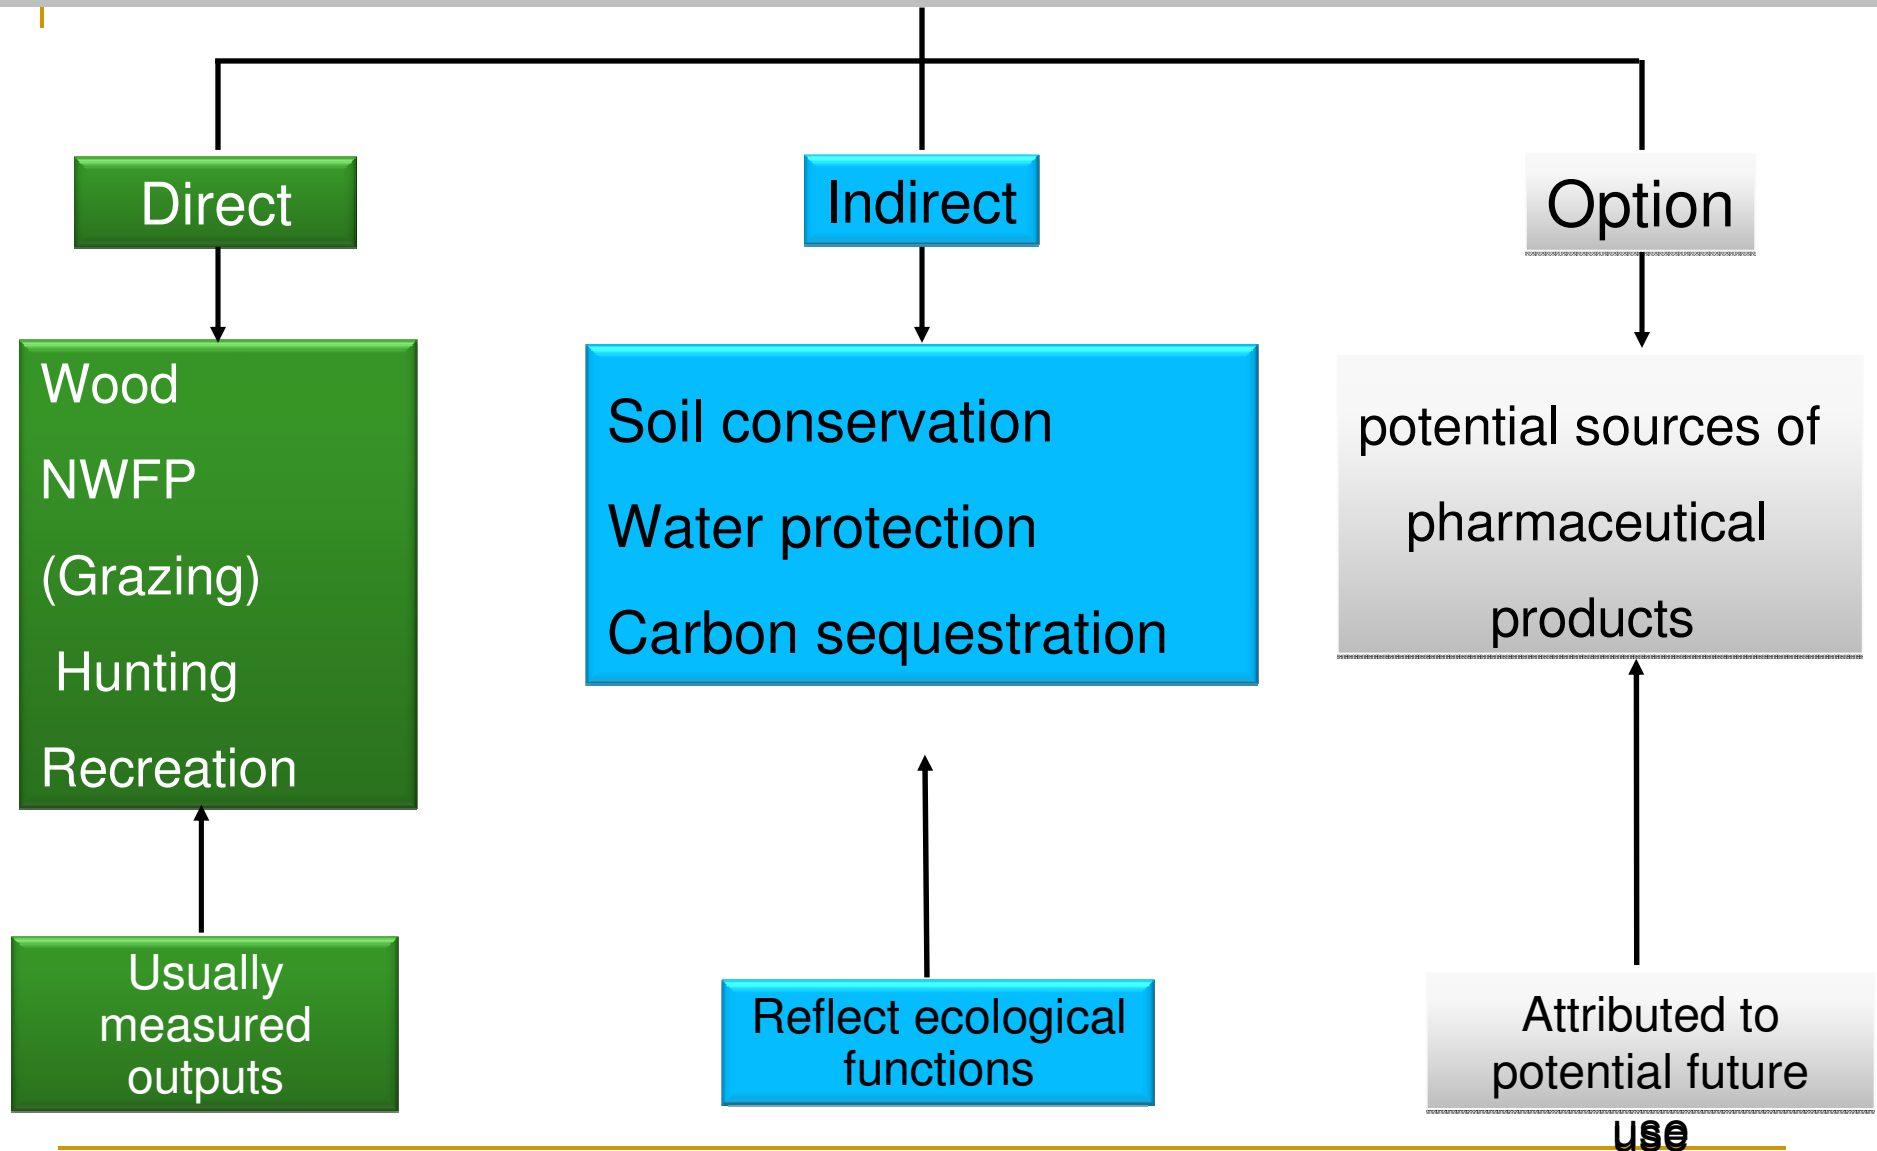 Direct
Indirect
Option
Wood
NWFP
(Grazing)
Hunting
Recreation
Soil conservation
Water protection
Carbon sequestration
potential sources of
pharmaceutical
products
Usually
measured
outputs
Reflect ecological
functions
Attributed to
potential future
use